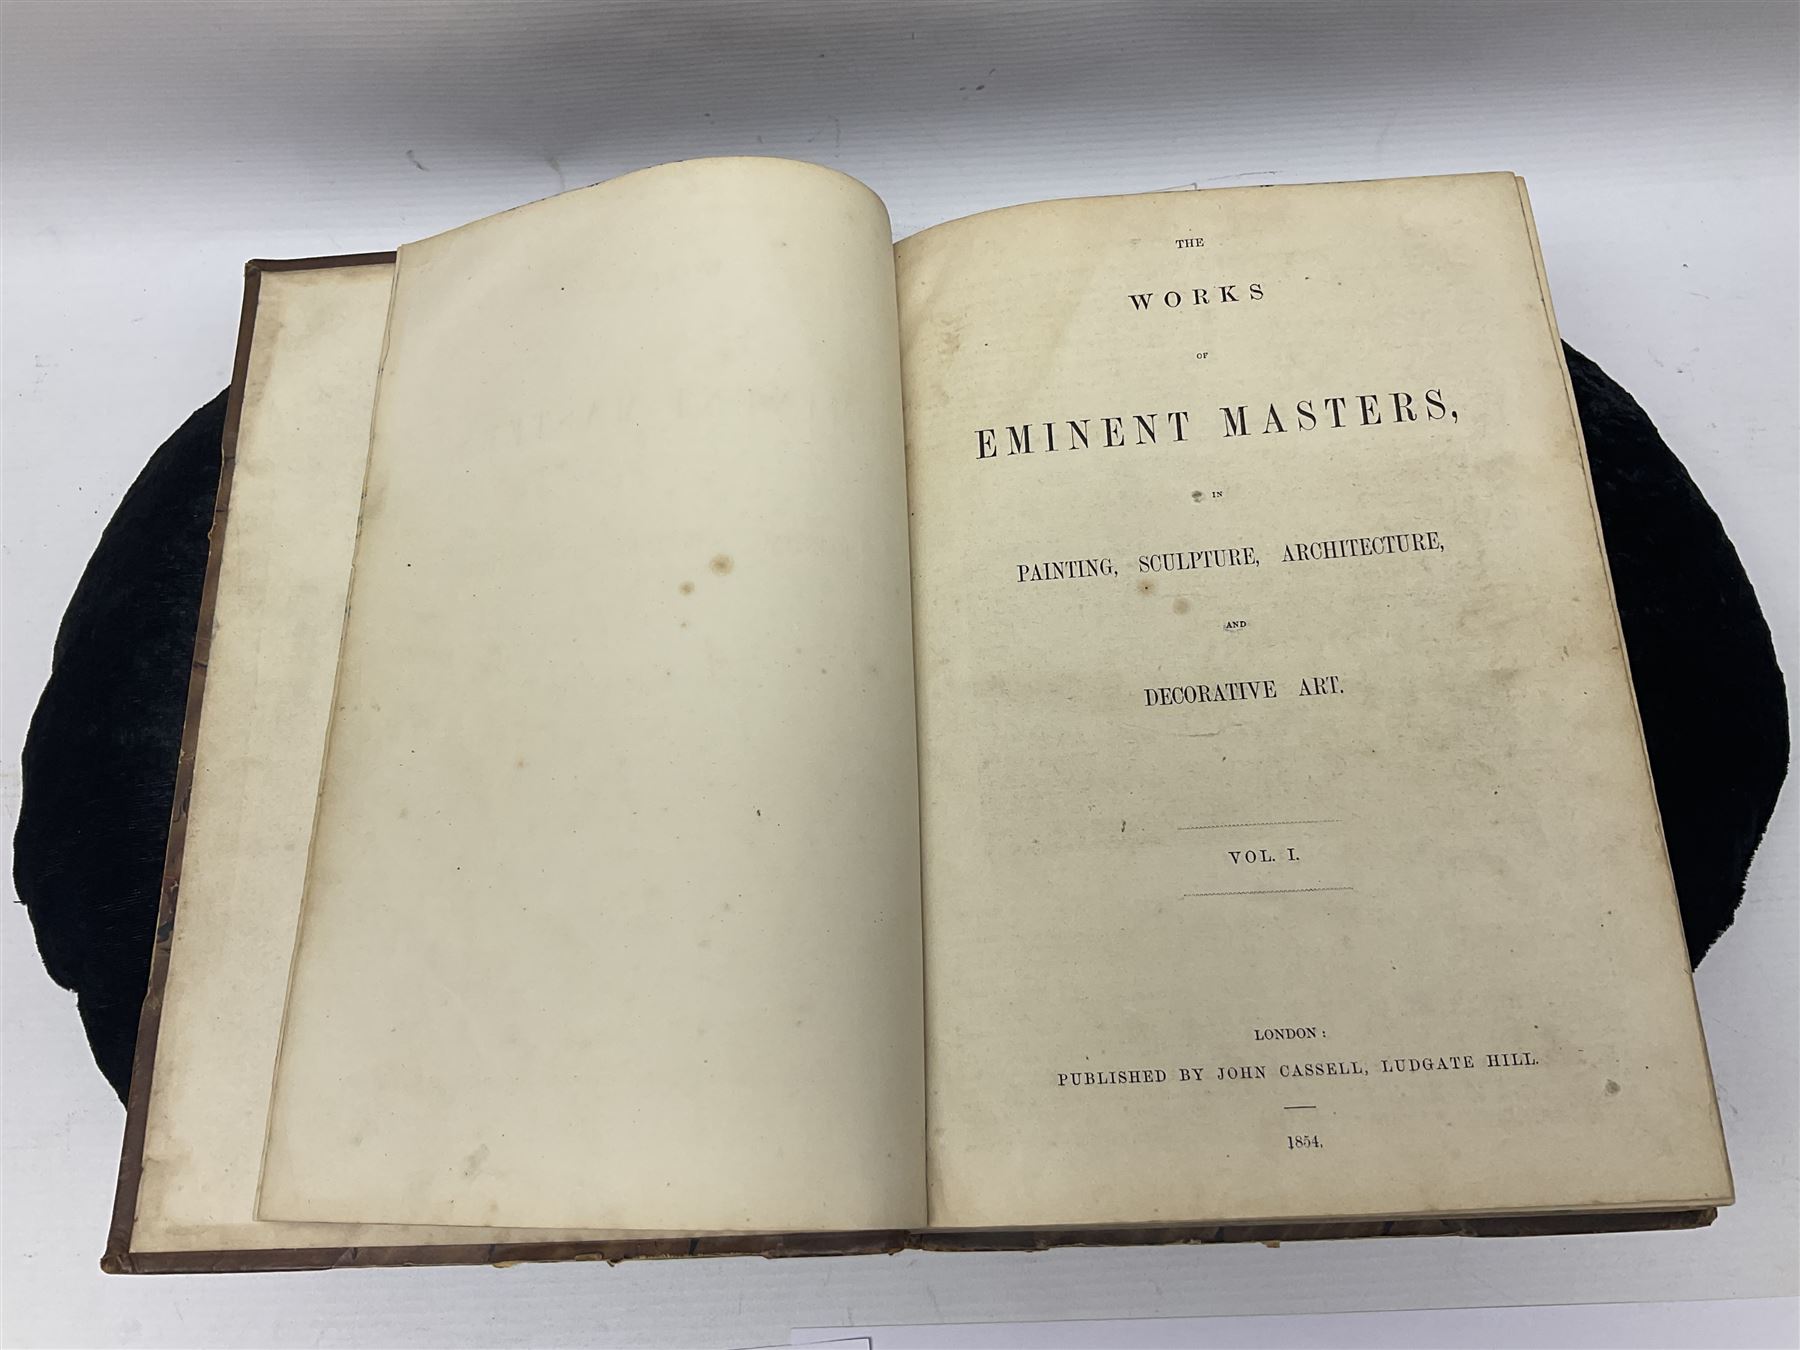 THE
WORKS
OF
EMINENT MASTERS,
IN
PAINTING, SCULPTURE, ARCHITECTURE,
AND
DECORATIVE ART.
VOL. I.
LONDON:
PUBLISHED BY JOHN CASSELL, LUDGATE HILL.
1854.